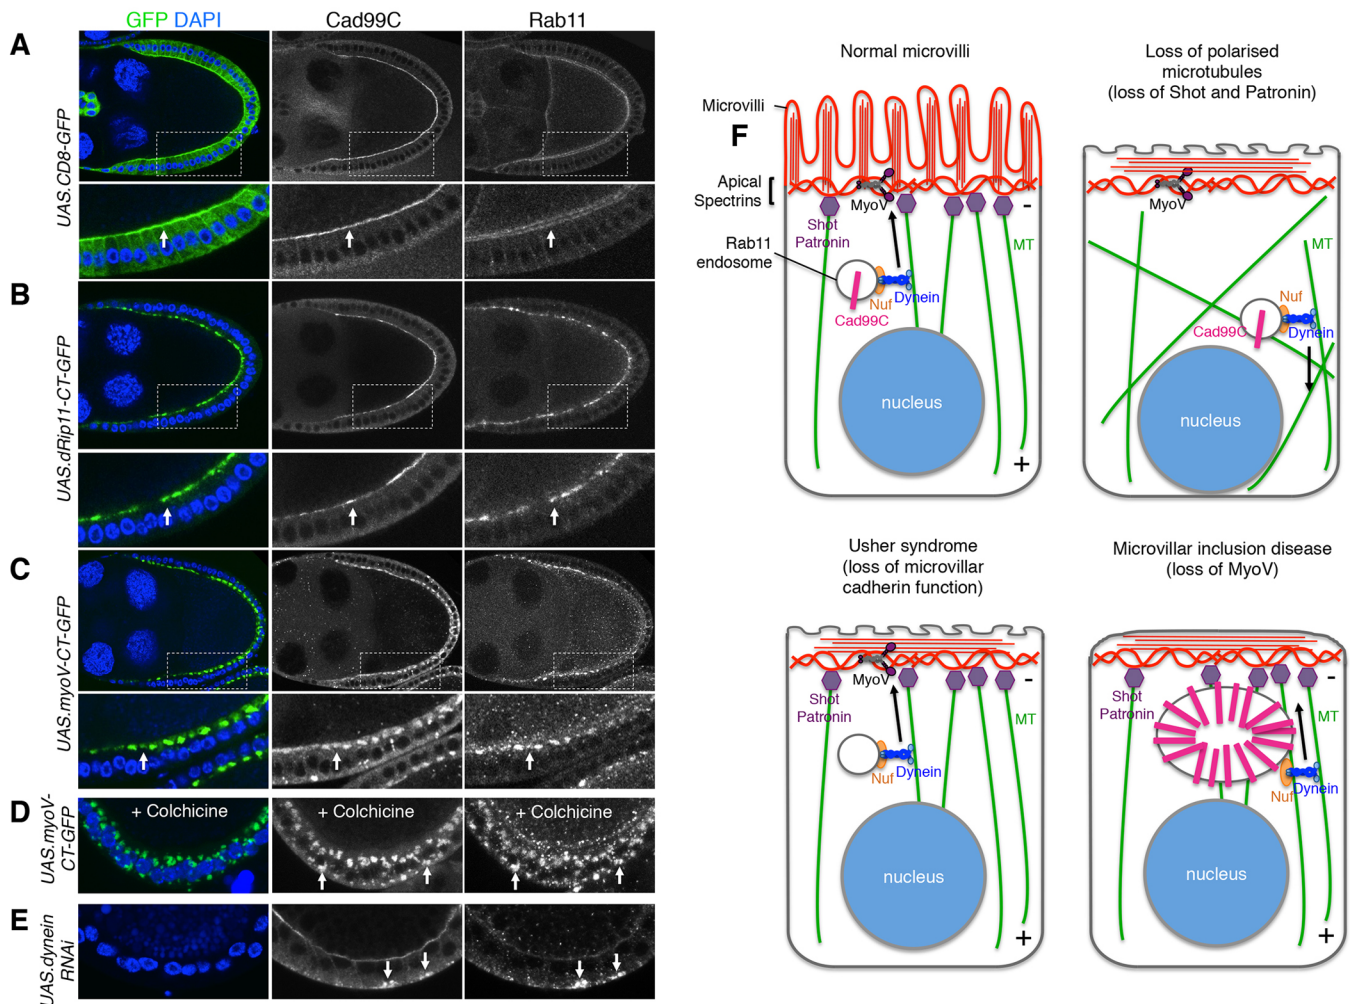 GFP DAPI
Cad99C
Rab11
A
UAS.CD8-GFP
B
UAS.dRip11-CT-GFP
C
UAS.myoV-CT-GFP
D
UAS.myoV-
CT-GFP
+ Colchicine
+ Colchicine
+ Colchicine
E
UAS.dynein
RNAi
F
Normal microvilli
Microvilli
Apical
Spectrins
MyoV
-
Shot
Patronin
MT
Rab11
endosome
Nuf
Dynein
Cad99C
nucleus
+
Loss of polarised
microtubules
(loss of Shot and Patronin)
MyoV
MT
Nuf
Cad99C
Dynein
nucleus
Usher syndrome
(loss of microvillar
cadherin function)
MyoV
-
Shot
Patronin
MT
Nuf
Dynein
nucleus
+
Microvillar inclusion disease
(loss of MyoV)
-
Shot
Patronin
MT
Nuf
Dynein
nucleus
+